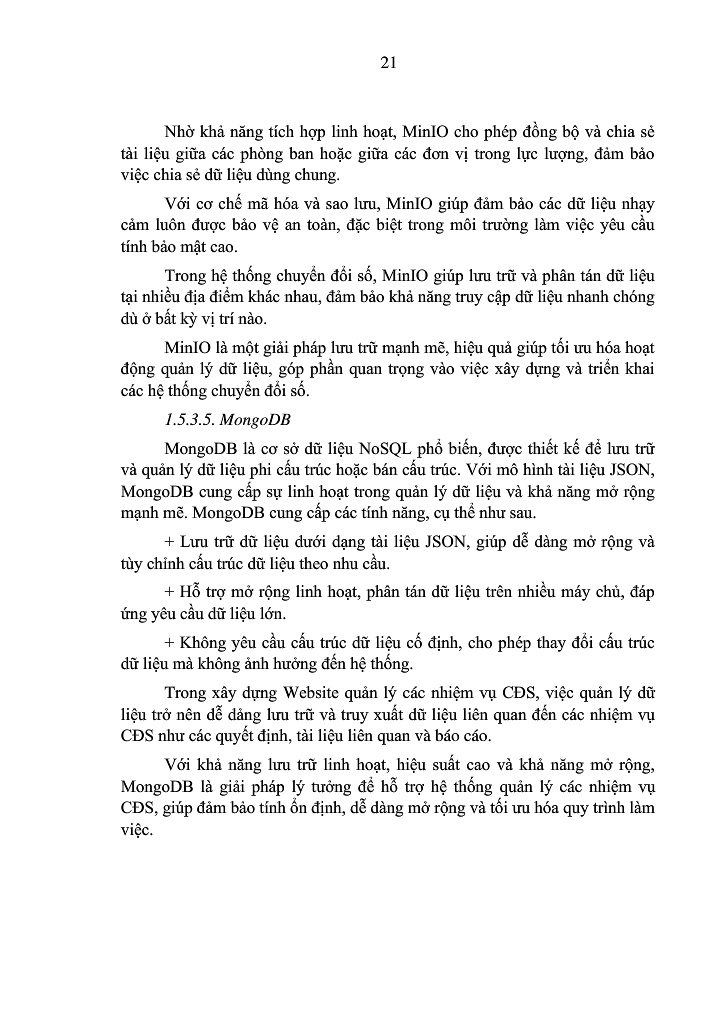 21
Nhờ khả năng tích hợp linh hoạt, MinIO cho phép đồng bộ và chia sẻ
tài liệu giữa các phòng ban hoặc giữa các đơn vị trong lực lượng, đảm bảo
việc chia sẻ dữ liệu dùng chung.
Với cơ chế mã hóa và sao lưu, MinIO giúp đảm bảo các dữ liệu nhạy
cảm luôn được bảo vệ an toàn, đặc biệt trong môi trường làm việc yêu cầu
tính bảo mật cao.
Trong hệ thống chuyển đổi số, MinIO giúp lưu trữ và phân tán dữ liệu
tại nhiều địa điểm khác nhau, đảm bảo khả năng truy cập dữ liệu nhanh chóng
dù ở bất kỳ vị trí nào.
MinIO là một giải pháp lưu trữ mạnh mẽ, hiệu quả giúp tối ưu hóa hoạt
động quản lý dữ liệu, góp phần quan trọng vào việc xây dựng và triển khai
các hệ thống chuyển đổi số.
1.5.3.5. MongoDB
MongoDB là cơ sở dữ liệu NoSQL phổ biến, được thiết kế để lưu trữ
và quản lý dữ liệu phi cấu trúc hoặc bán cấu trúc. Với mô hình tài liệu JSON,
MongoDB cung cấp sự linh hoạt trong quản lý dữ liệu và khả năng mở rộng
mạnh mẽ. MongoDB cung cấp các tính năng, cụ thể như sau.
+ Lưu trữ dữ liệu dưới dạng tài liệu JSON, giúp dễ dàng mở rộng và
tùy chỉnh cấu trúc dữ liệu theo nhu cầu.
+ Hỗ trợ mở rộng linh hoạt, phân tán dữ liệu trên nhiều máy chủ, đáp
ứng yêu cầu dữ liệu lớn.
+ Không yêu cầu cấu trúc dữ liệu cố định, cho phép thay đổi cấu trúc
dữ liệu mà không ảnh hưởng đến hệ thống.
Trong xây dựng Website quản lý các nhiệm vụ CĐS, việc quản lý dữ
liệu trở nên dễ dảng lưu trữ và truy xuất dữ liệu liên quan đến các nhiệm vụ
CĐS như các quyết định, tài liệu liên quan và báo cáo.
Với khả năng lưu trữ linh hoạt, hiệu suất cao và khả năng mở rộng,
MongoDB là giải pháp lý tưởng để hỗ trợ hệ thống quản lý các nhiệm vụ
CĐS, giúp đảm bảo tính ổn định, dễ dàng mở rộng và tối ưu hóa quy trình làm
việc.